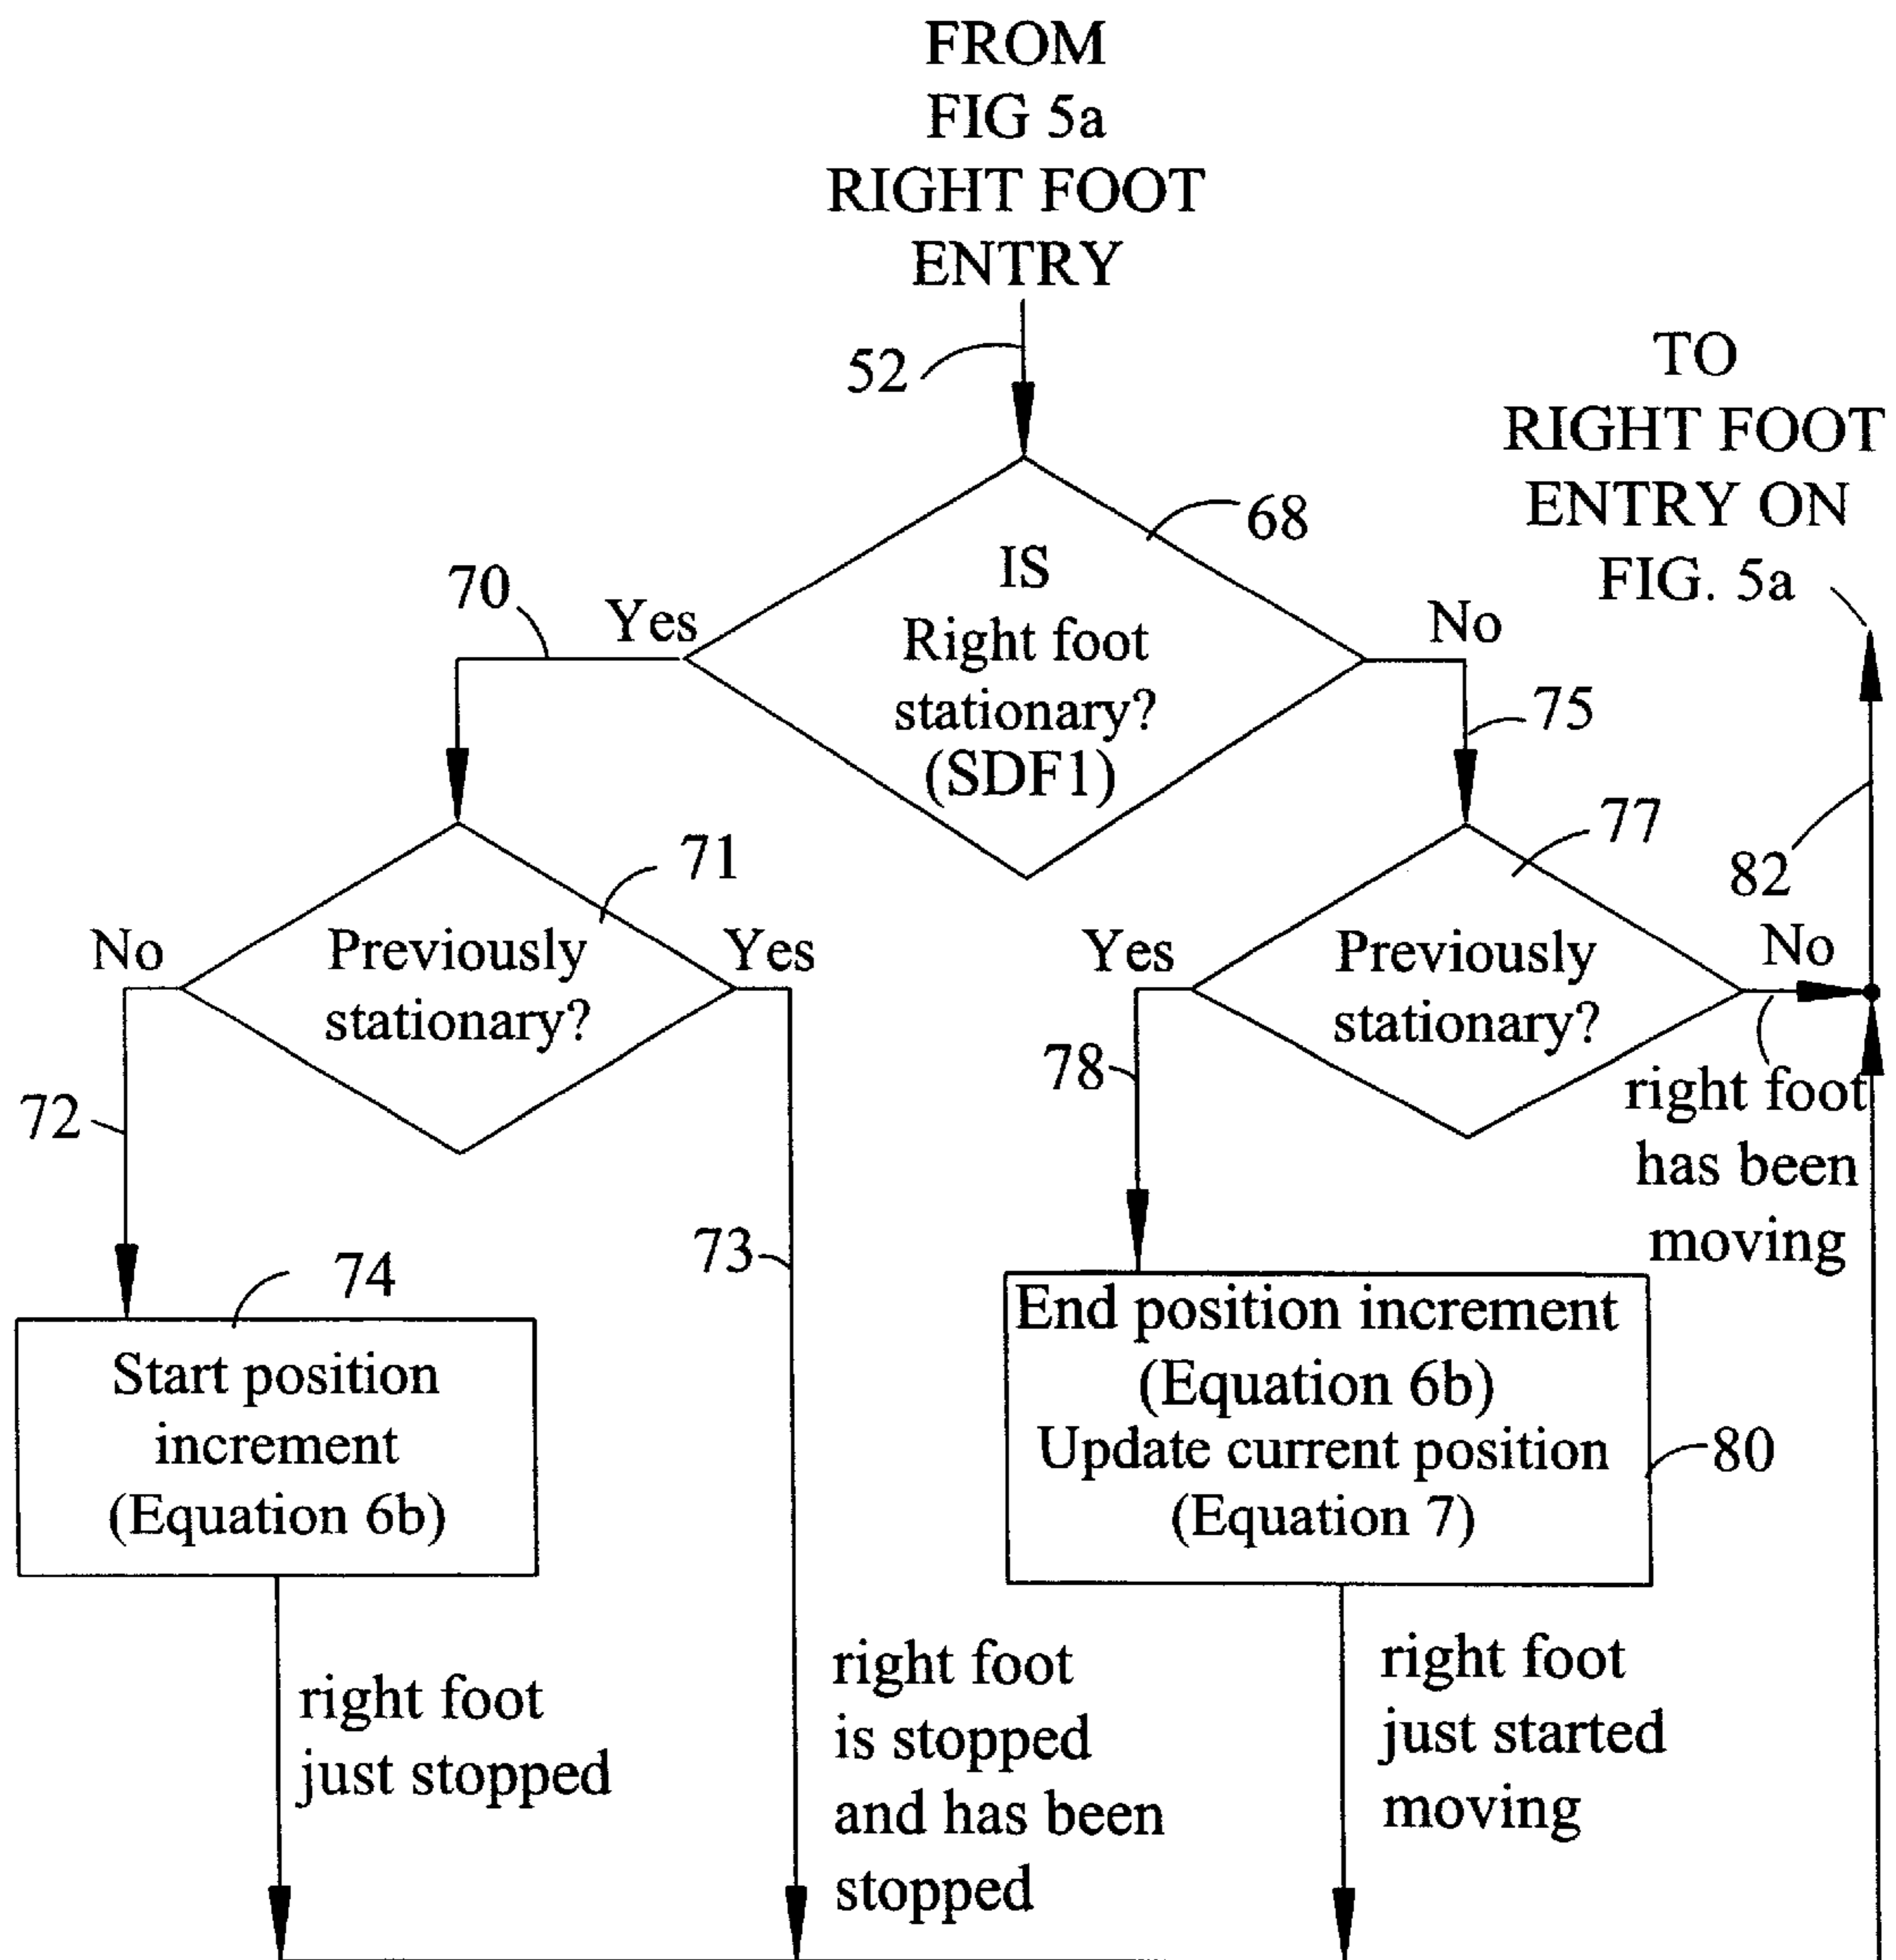 FROM
FIG 5a
RIGHT FOOT
ENTRY
52
TO
RIGHT FOOT
ENTRY ON
FIG. 5a
68
IS
Right foot
stationary?
(SDF1)
70
Yes
No
75
71
77
82
No
Previously
stationary?
Yes
Yes
Previously
stationary?
No
72
78
right foot
has been
moving
73
74
Start position
increment
(Equation 6b)
End position increment
(Equation 6b)
Update current position
(Equation 7)
80
right foot
just stopped
right foot
is stopped
and has been
stopped
right foot
just started
moving